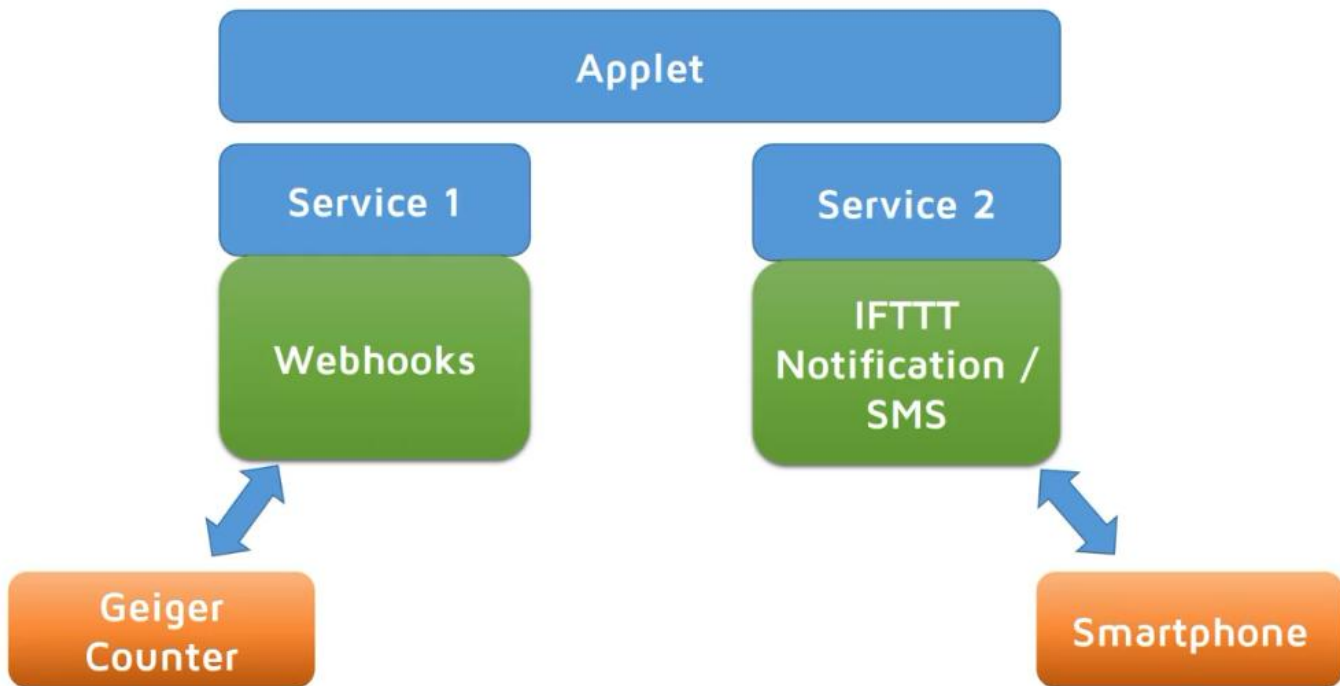 Applet
Service 1
Service 2
Webhooks
IFTTT
Notification /
SMS
Geiger
Counter
Smartphone